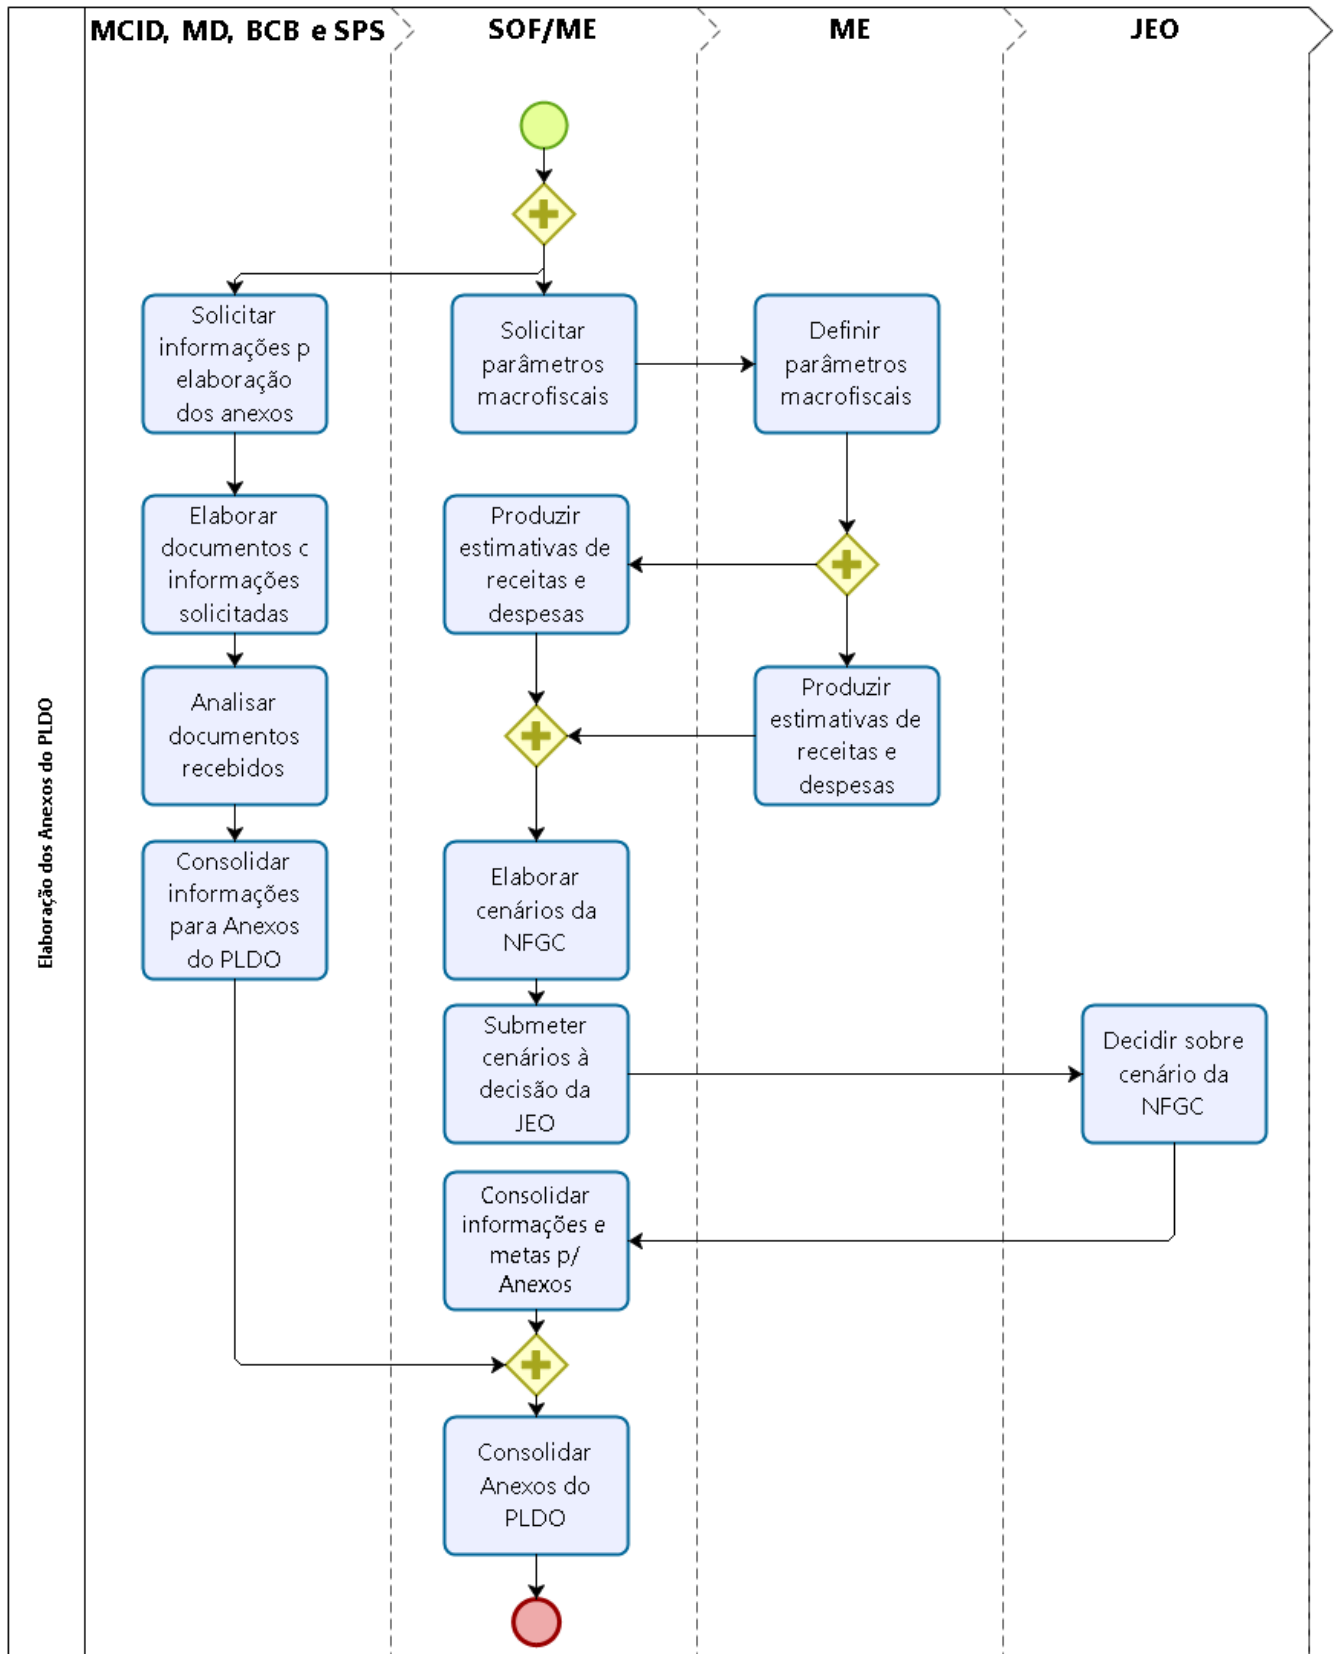 MCID, MD, BCB e SPS
SOF/ME
ME
JEO
Elaboração dos Anexos do PLDO
Solicitar
informações p
elaboração
dos anexos
Solicitar
parâmetros
macrofiscais
Definir
parâmetros
macrofiscais
Elaborar
documentos c
informações
solicitadas
Produzir
estimativas de
receitas e
despesas
Analisar
documentos
recebidos
Produzir
estimativas de
receitas e
despesas
Consolidar
informações
para Anexos
do PLDO
Elaborar
cenários da
NFGC
Submeter
cenários à
decisão da
JEO
Decidir sobre
cenário da
NFGC
Consolidar
informações e
metas p/
Anexos
Consolidar
Anexos do
PLDO